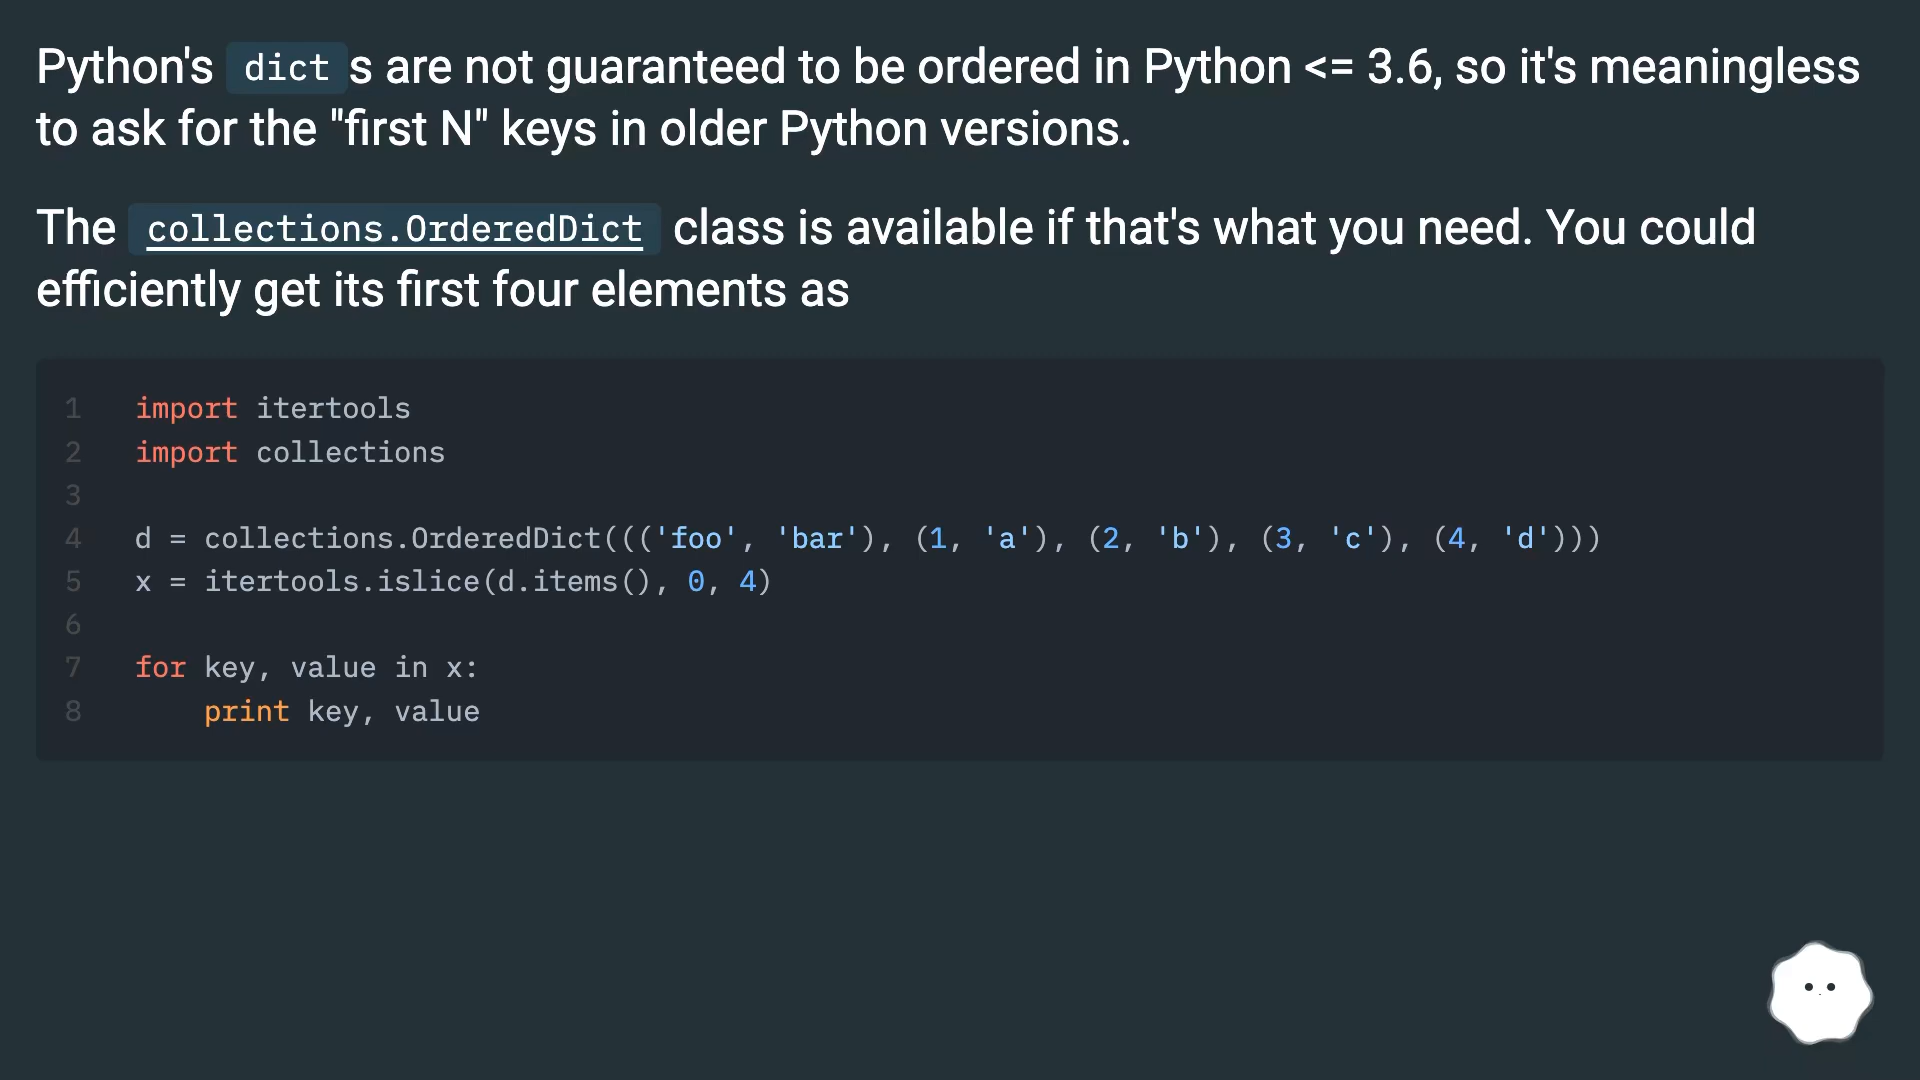 Python's dicts are not guaranteed to be ordered in Python <= 3.6, so it's meaningless
to ask for the "first N" keys in older Python versions.
The collections.OrderedDict class is available if that's what you need. You could
efficiently get its first four elements as
1 import itertools
2 import collections
3
4 d = collections.OrderedDict((('foo', 'bar'), (1, 'a'), (2, 'b'), (3, 'c'), (4, 'd')))
5 x = itertools.islice(d.items(), 0, 4)
6
7 for key, value in x:
8     print key, value